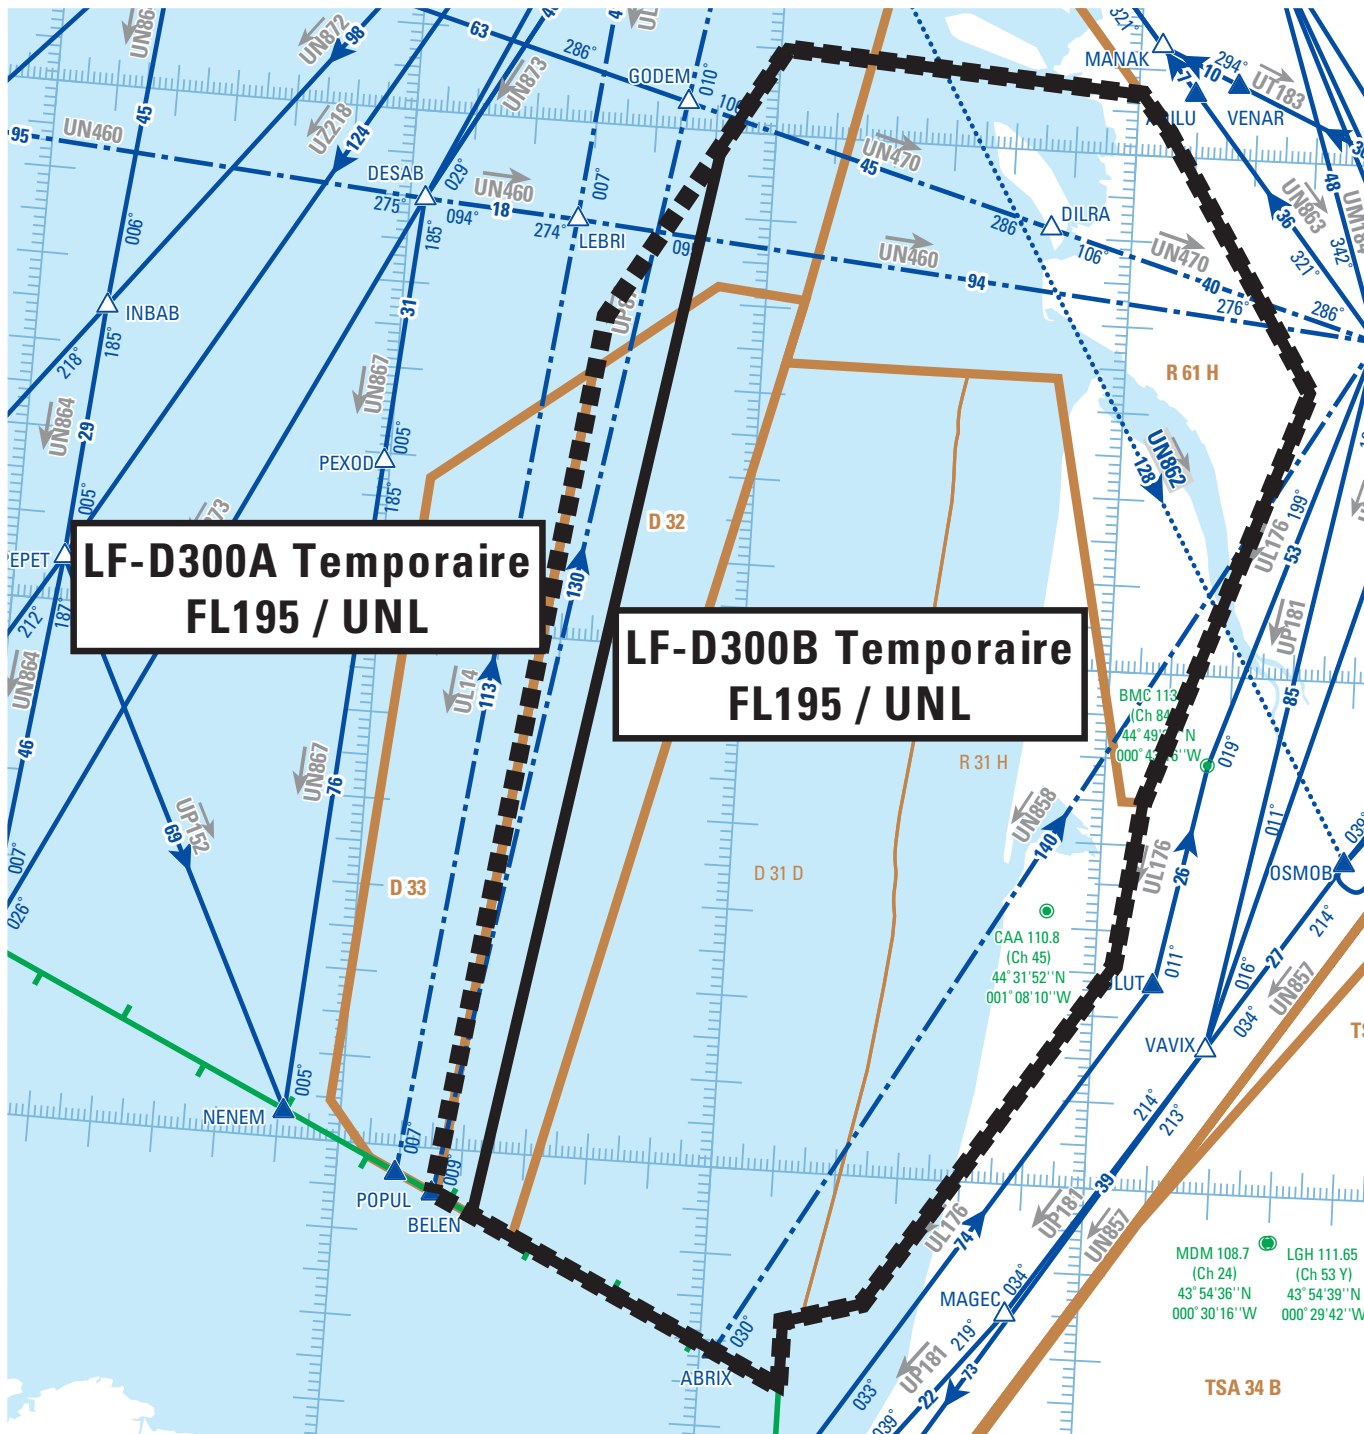 UN872
98
63
286°
UN873
GODEM
010°
MANAK
321°
7
10
294°
UT183
VENAR
45
95
UN460
UZ218
124
DESAB
029°
UN460
275°
094°
18
185°
007°
274°
LEBRI
UN470
45
UN460
94
286°
DILRA
106°
UN470
40
276°
286°
UN863
36
321°
48
342°
006°
INBAB
185°
218°
31
UN864
29
UN867
005°
PEXOD
185°
R 61 H
UN862
128
199°
UL176
53
D 32
005°
187°
212°
LF-D300A Temporaire
FL195 / UNL
130
LF-D300B Temporaire
FL195 / UNL
UP181
UN864
46
UL14
113
UN867
76
UP152
69
BMC 113
(Ch 84
R 31 H
019°
85
011°
UN858
140
UL176
26
OSMOB
214°
27
UN857
007°
026°
D 33
D 31 D
CAA 110.8
(Ch 45)
44°31'52''N
001°08'10''W
011°
016°
034°
VAVIX
214°
213°
NENEM
005°
007°
POPUL
009°
BELEN
39
UP181
UN857
UL176
74
MDM 108.7
(Ch 24)
43°54'36''N
000°30'16''W
LGH 111.65
(Ch 53 Y)
43°54'39''N
000°29'42''W
MAGEC
034°
219°
030°
ABRIX
UP181
73
22
033°
039°
TSA 34 B